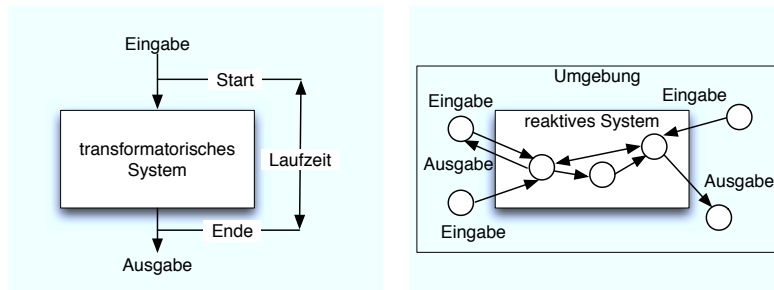 Eingabe
Start
transformatorisches
System
Laufzeit
Ende
Ausgabe
Umgebung
Eingabe
Eingabe
reaktives System
Ausgabe
Ausgabe
Eingabe